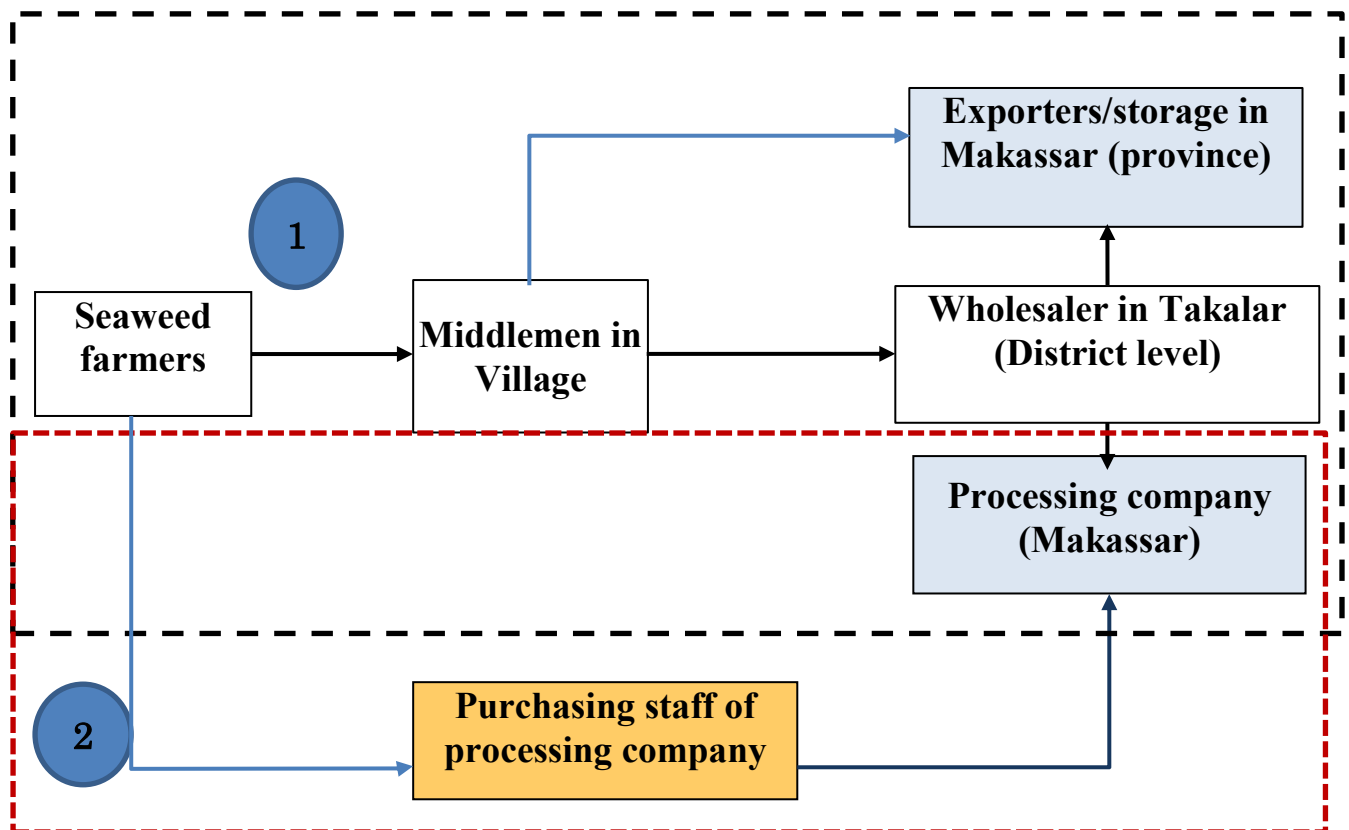 Exporters/storage in
Makassar (province)
1
Seaweed
farmers
Middlemen in
Village
Wholesaler in Takalar
(District level)
Processing company
(Makassar)
2
Purchasing staff of
processing company